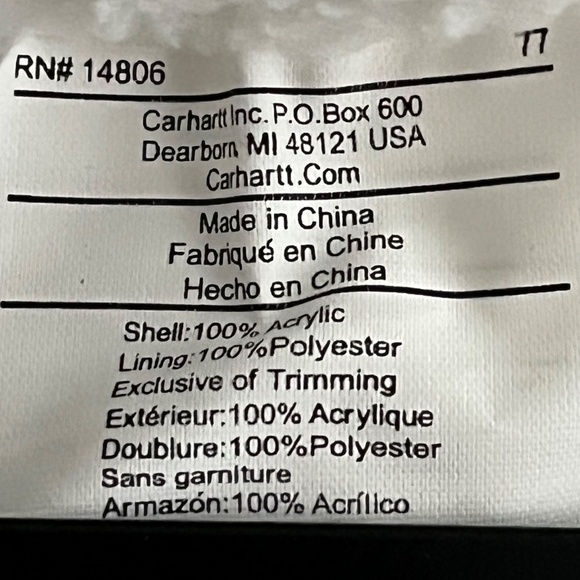 77
RN# 14806
Carhartt Inc. P.O.Box 600
Dearborn MI 48121 USA
Carhartt.Com
Made in China
Fabriqué en Chine
Hecho en China
Shell:100% Acrylic
Lining:100%Polyester
Exclusive of Trimming
Extérieur:100% Acrylique
Doublure:100%Polyester
Sans garniture
Armazón:100% Acrílico